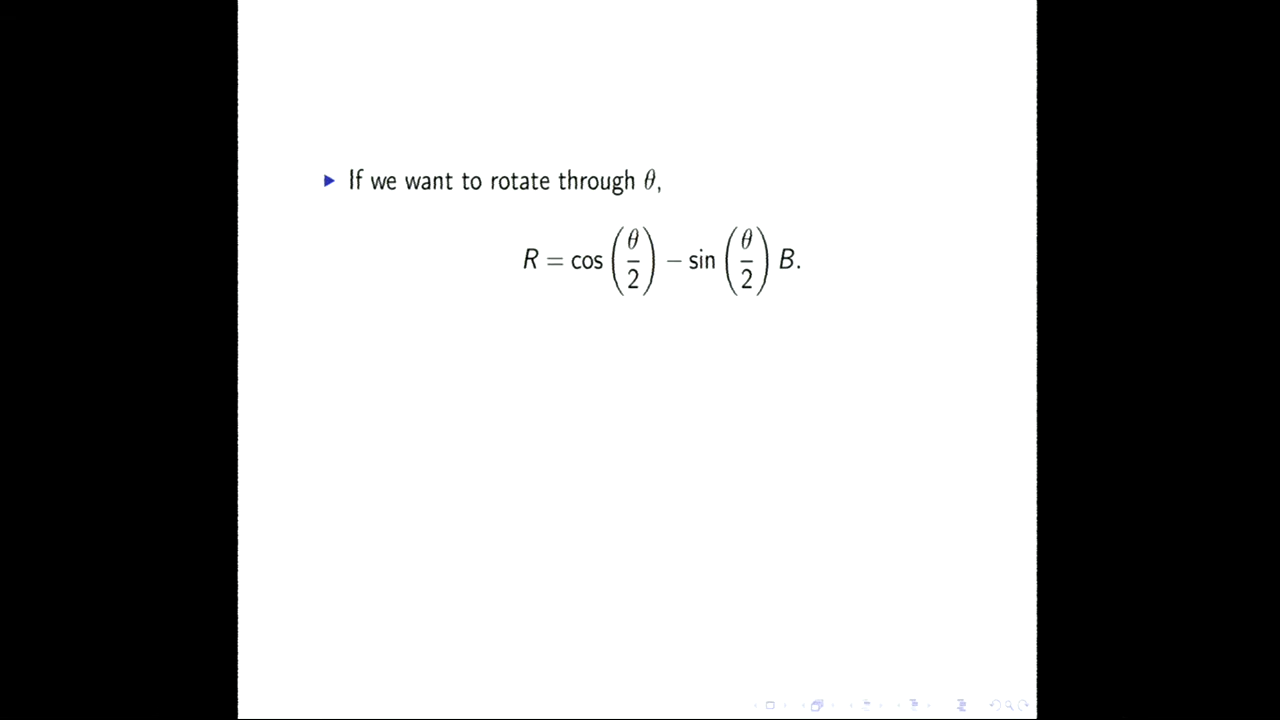 ▶ If we want to rotate through θ,
R = cos(θ/2) − sin(θ/2) B.